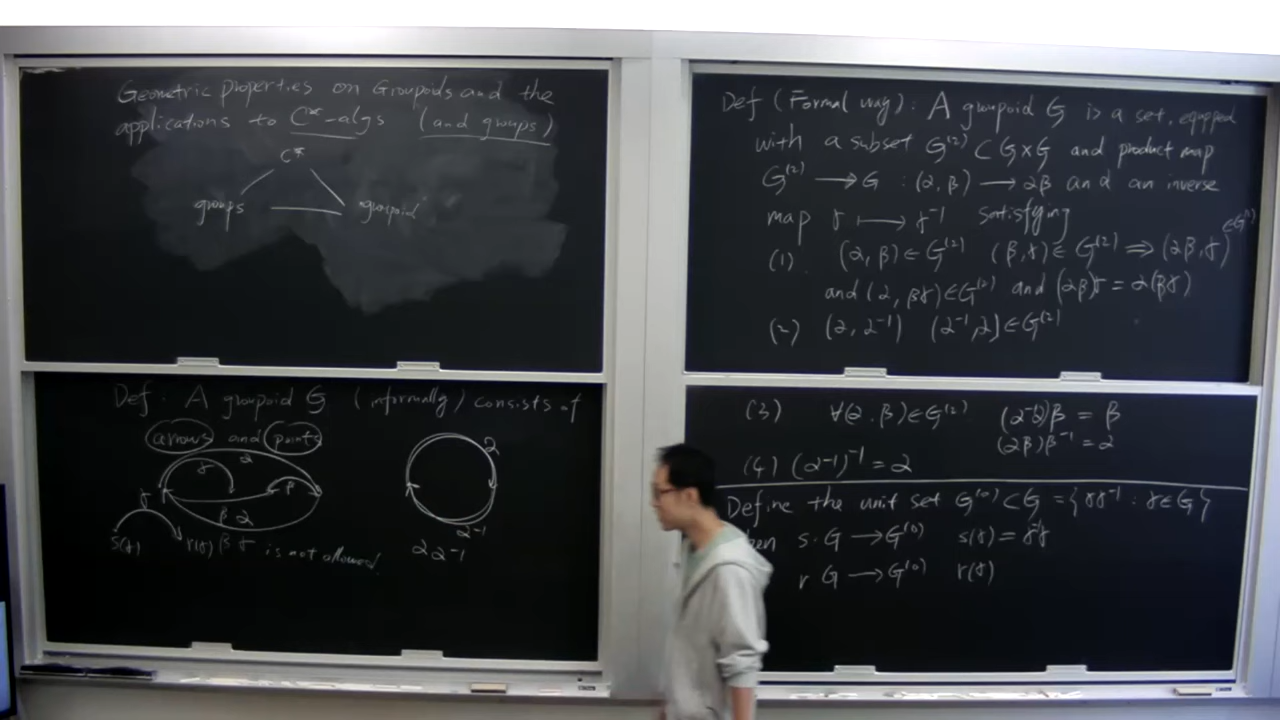 Geometric properties on Groupoids and the
applications to C*-algs (and groups)
C*
groups groupoid
Def: A groupoid G (informally) consists of
arrows and points
γ α β
γ β·α
s(γ) r(γ) βγ is not allowed
α
α⁻¹
αα⁻¹
Def (Formal way): A groupoid G is a set, equpped
with a subset G⁽²⁾ ⊂ G×G and product map
G⁽²⁾ → G : (α, β) → αβ and an inverse
map γ ↦ γ⁻¹ satisfying
(1) (α, β) ∈ G⁽²⁾ (β, γ) ∈ G⁽²⁾ ⇒ (αβ, γ) ∈ G⁽²⁾
and (α, βγ) ∈ G⁽²⁾ and (αβ)γ = α(βγ)
(2) (α, α⁻¹) (α⁻¹, α) ∈ G⁽²⁾
(3) ∀(α, β) ∈ G⁽²⁾ (α⁻¹α)β = β
(αβ)β⁻¹ = α
(4) (α⁻¹)⁻¹ = α
Define the unit set G⁽⁰⁾ ⊂ G = {γγ⁻¹ : γ ∈ G}
s: G → G⁽⁰⁾ s(γ) = γ⁻¹γ
r G → G⁽⁰⁾ r(γ)